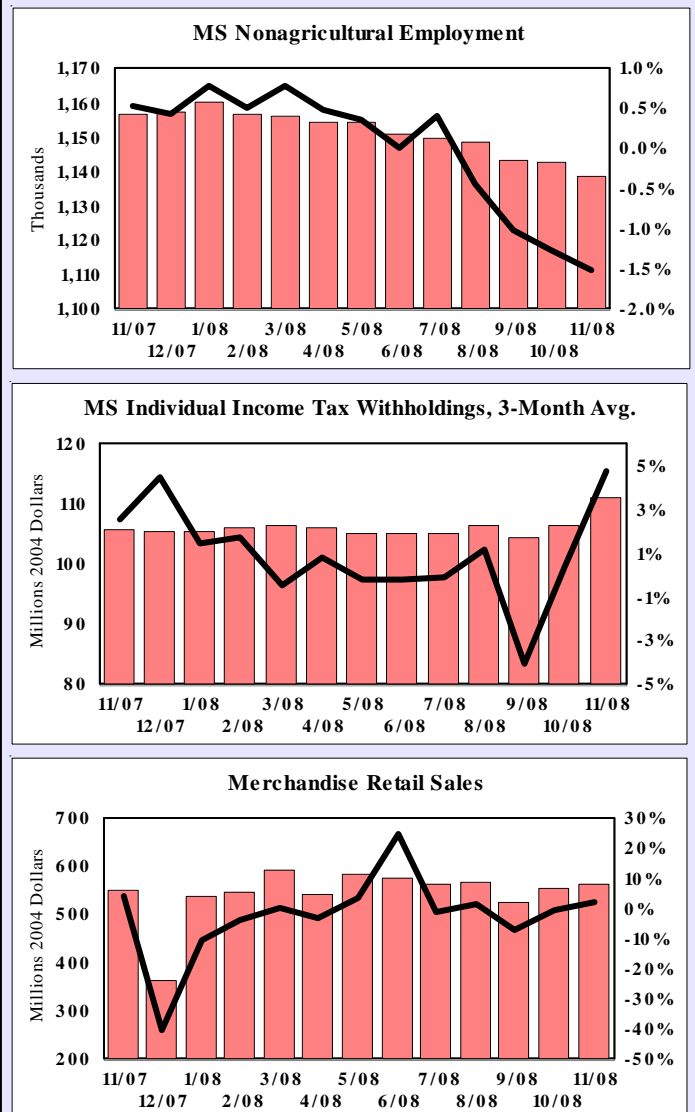 MS Nonagricultural Employment
1,170 1.0%
1,160 0.5%
1,150 0.0%
1,140 -0.5%
1,130 -1.0%
1,120
1,110 -1.5%
1,100 -2.0%
Thousands
11/07 1/08 3/08 5/08 7/08 9/08 11/08
12/07 2/08 4/08 6/08 8/08 10/08
MS Individual Income Tax Withholdings, 3-Month Avg.
120 5%
110 3%
100 1%
90 -1%
-3%
80 -5%
Millions 2004 Dollars
11/07 1/08 3/08 5/08 7/08 9/08 11/08
12/07 2/08 4/08 6/08 8/08 10/08
Merchandise Retail Sales
700 30%
600 20%
10%
500 0%
400 -10%
-20%
300 -30%
-40%
200 -50%
Millions 2004 Dollars
11/07 1/08 3/08 5/08 7/08 9/08 11/08
12/07 2/08 4/08 6/08 8/08 10/08